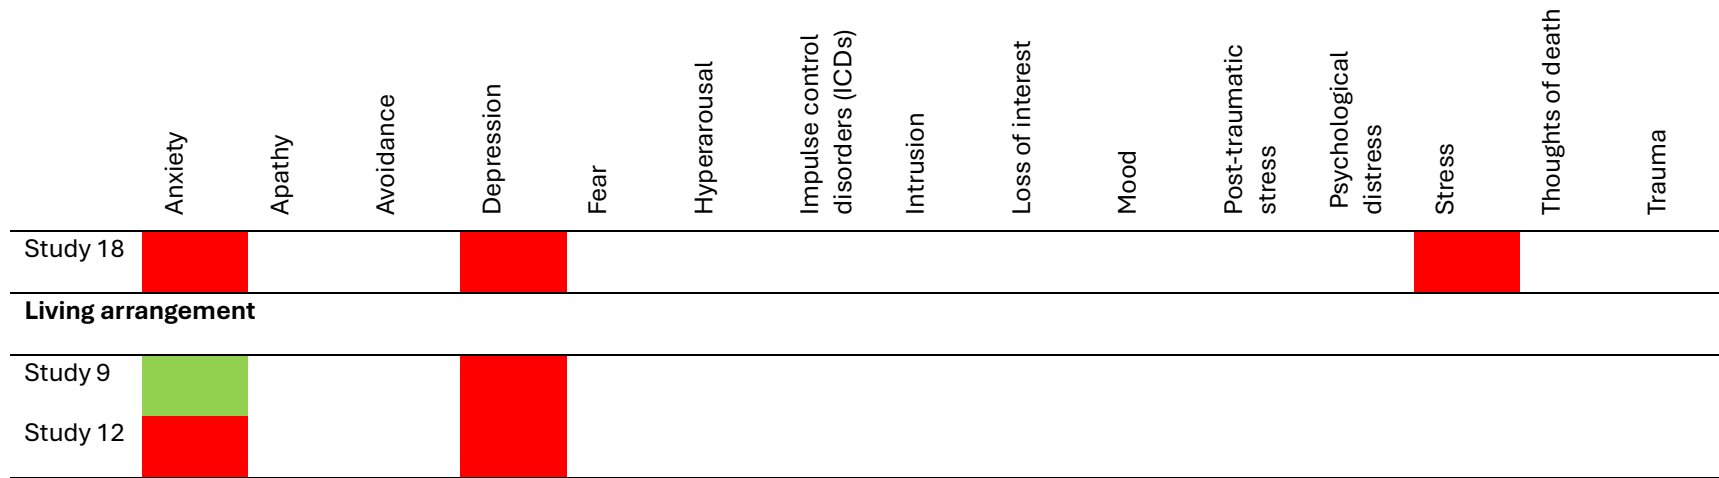 Anxiety
Apathy
Avoidance
Depression
Fear
Hyperarousal
Impulse control
disorders (ICDs)
Intrusion
Loss of interest
Mood
Post-traumatic
stress
Psychological
distress
Stress
Thoughts of death
Trauma
Study 18
Living arrangement
Study 9
Study 12